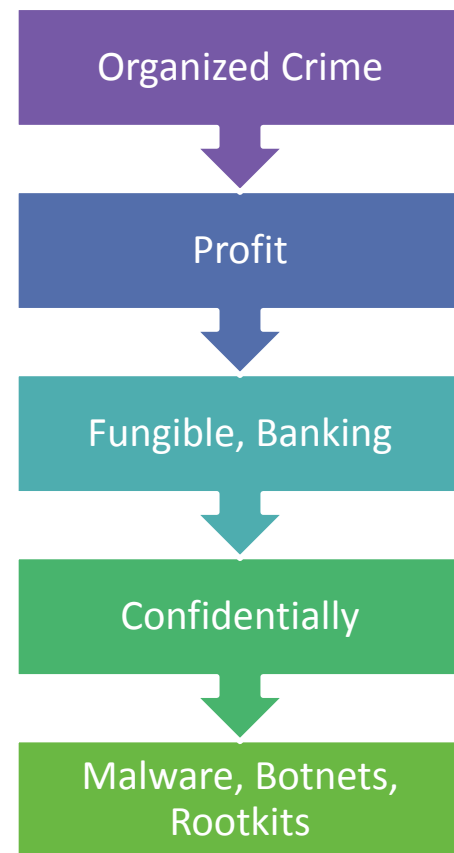 Organized Crime
Profit
Fungible, Banking
Confidentially
Malware, Botnets,
Rootkits